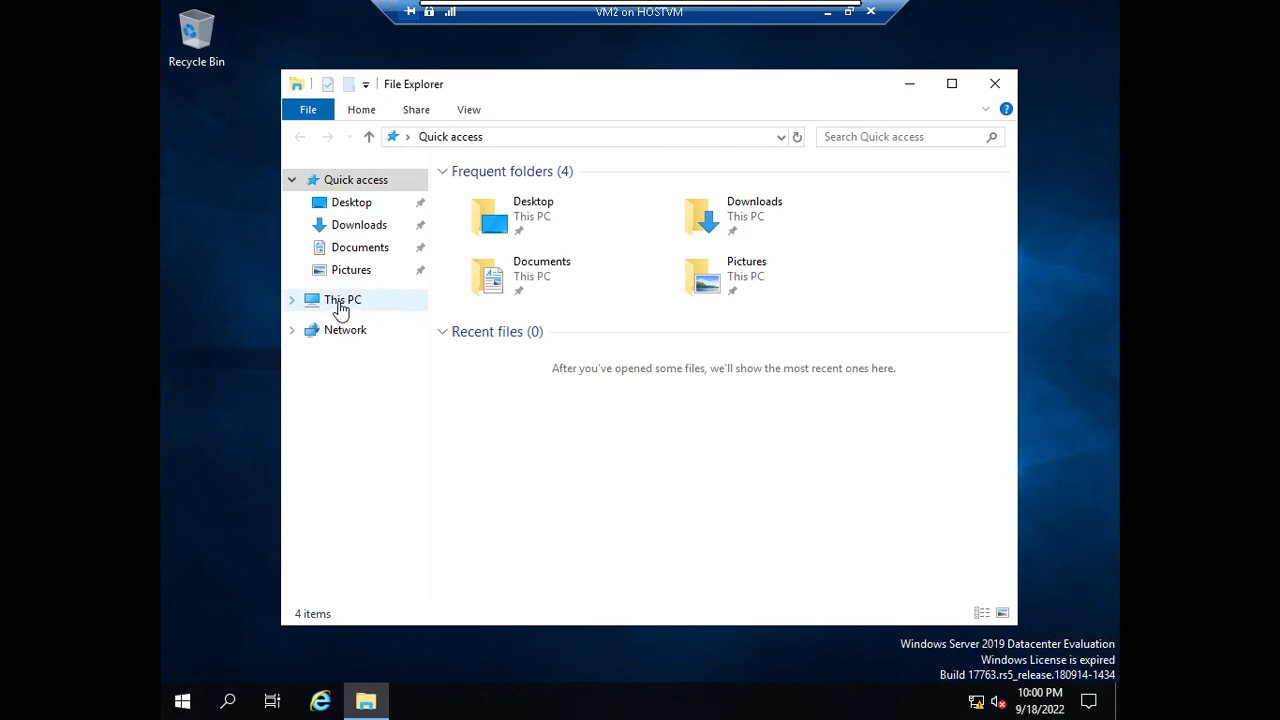 VM2 on HOSTVM
Recycle Bin
File Explorer
File Home Share View
Quick access
Search Quick access
Quick access
Desktop
Downloads
Documents
Pictures
This PC
Network
Frequent folders (4)
Desktop
This PC
Downloads
This PC
Documents
This PC
Pictures
This PC
Recent files (0)
After you've opened some files, we'll show the most recent ones here.
4 items
Windows Server 2019 Datacenter Evaluation
Windows License is expired
Build 17763.rs5_release.180914-1434
10:00 PM
9/18/2022